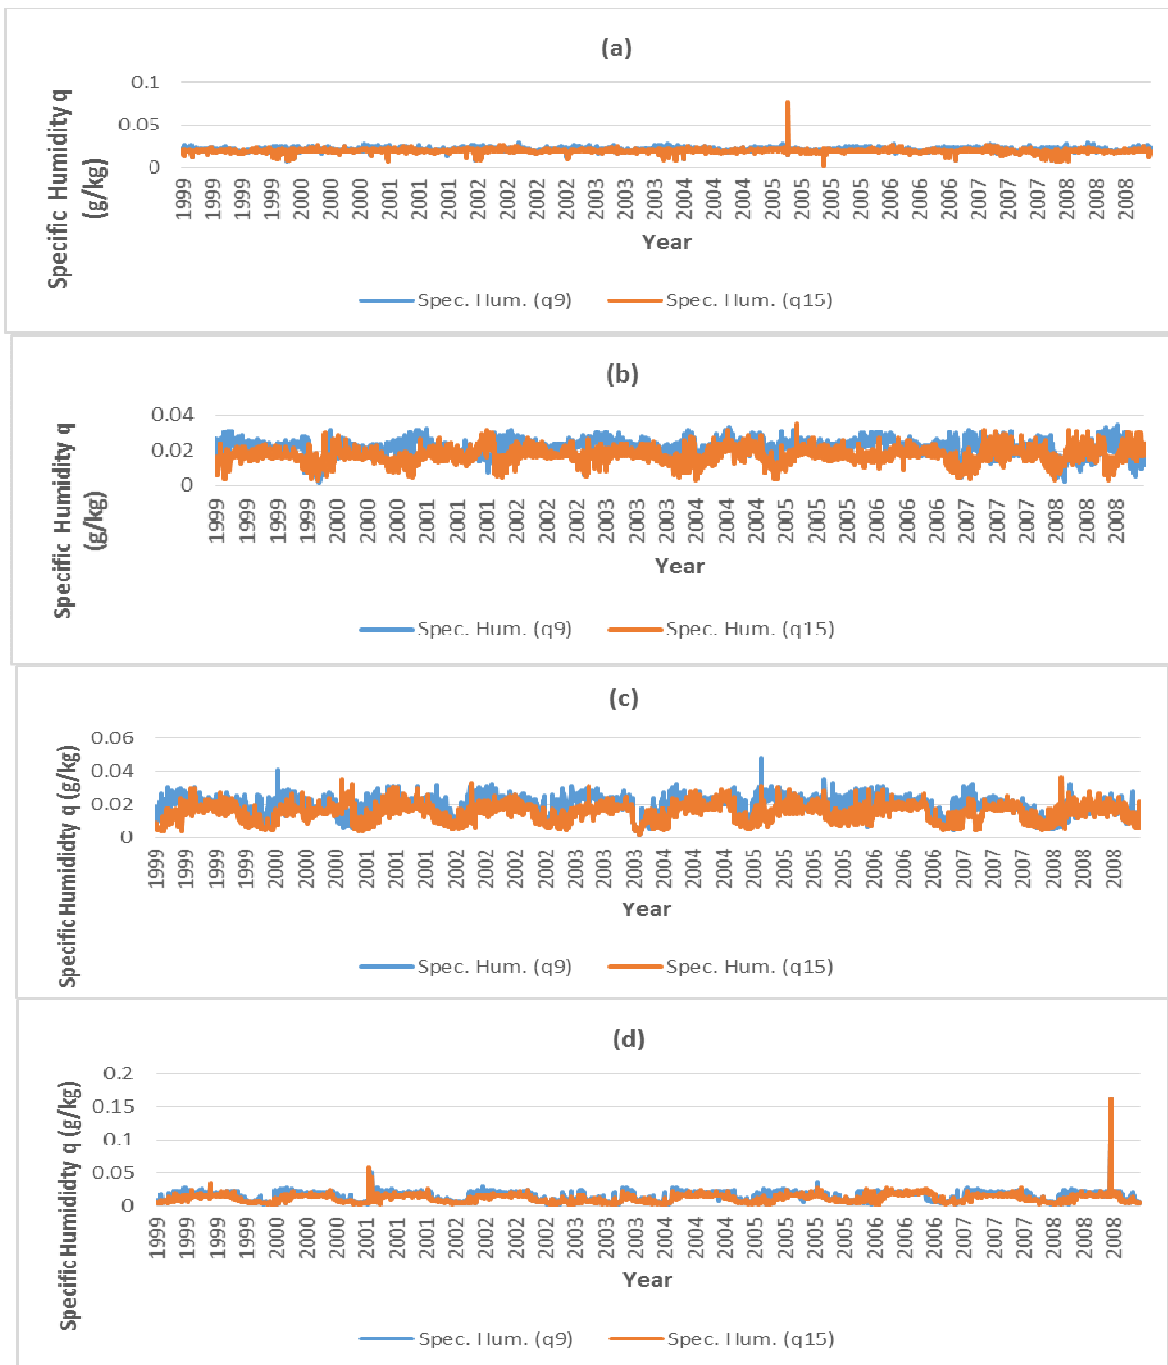 (a)
Specific Humidity q
(g/kg)
0.1
0.05
0
1999 1999 1999 1999 2000 2000 2000 2001 2001 2001 2002 2002 2002 2002 2003 2003 2003 2004 2004 2004 2005 2005 2005 2005 2006 2006 2006 2007 2007 2007 2008 2008 2008
Year
Spec. Hum. (q9) Spec. Hum. (q15)
(b)
Specific Humidity q
(g/kg)
0.04
0.02
0
1999 1999 1999 1999 2000 2000 2000 2001 2001 2001 2002 2002 2002 2003 2003 2003 2004 2004 2004 2005 2005 2005 2006 2006 2006 2007 2007 2007 2008 2008 2008
Year
Spec. Hum. (q9) Spec. Hum. (q15)
(c)
Specific Humididty q (g/kg)
0.06
0.04
0.02
0
1999 1999 1999 1999 2000 2000 2000 2001 2001 2001 2002 2002 2002 2002 2003 2003 2003 2004 2004 2004 2005 2005 2005 2006 2006 2006 2007 2007 2007 2008 2008 2008
Year
Spec. Hum. (q9) Spec. Hum. (q15)
(d)
Specific Humididty q (g/kg)
0.2
0.15
0.1
0.05
0
1999 1999 1999 1999 2000 2000 2000 2001 2001 2001 2002 2002 2002 2003 2003 2003 2003 2004 2004 2004 2005 2005 2005 2006 2006 2006 2007 2007 2007 2008 2008 2008
Year
Spec. Hum. (q9) Spec. Hum. (q15)